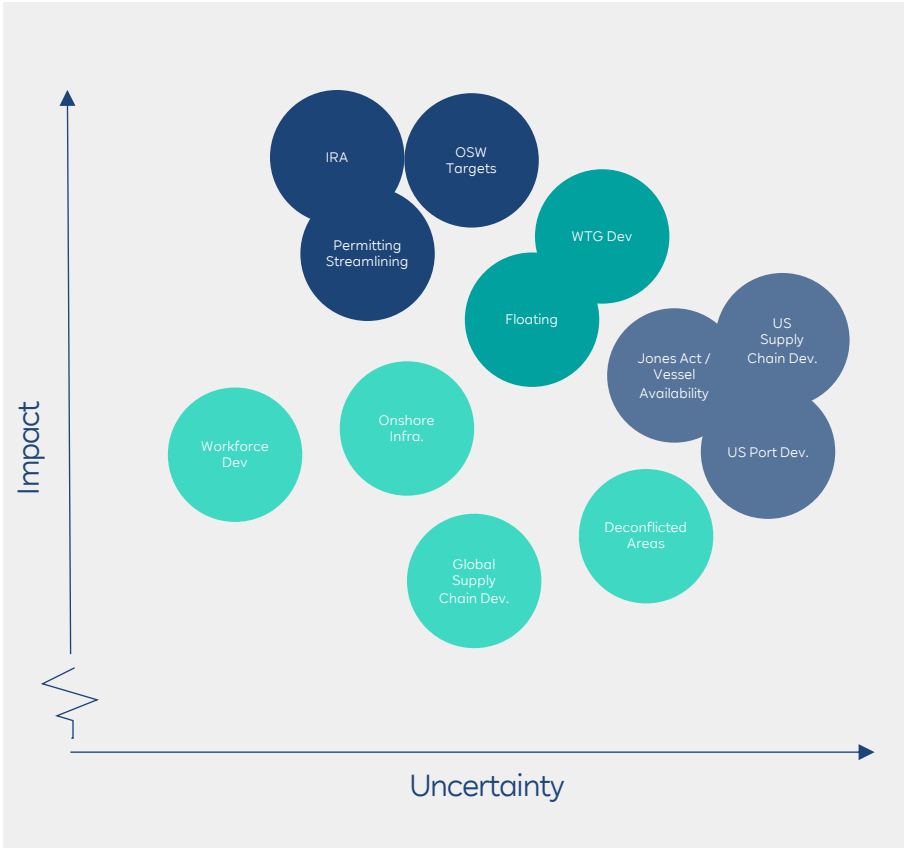 IRA
OSW
Targets
WTG Dev
Permitting
Streamlining
Floating
US
Supply
Chain Dev.
Jones Act /
Vessel
Availability
Onshore
Infra.
Workforce
Dev
US Port Dev.
Deconflicted
Areas
Global
Supply
Chain Dev.
Impact
Uncertainty